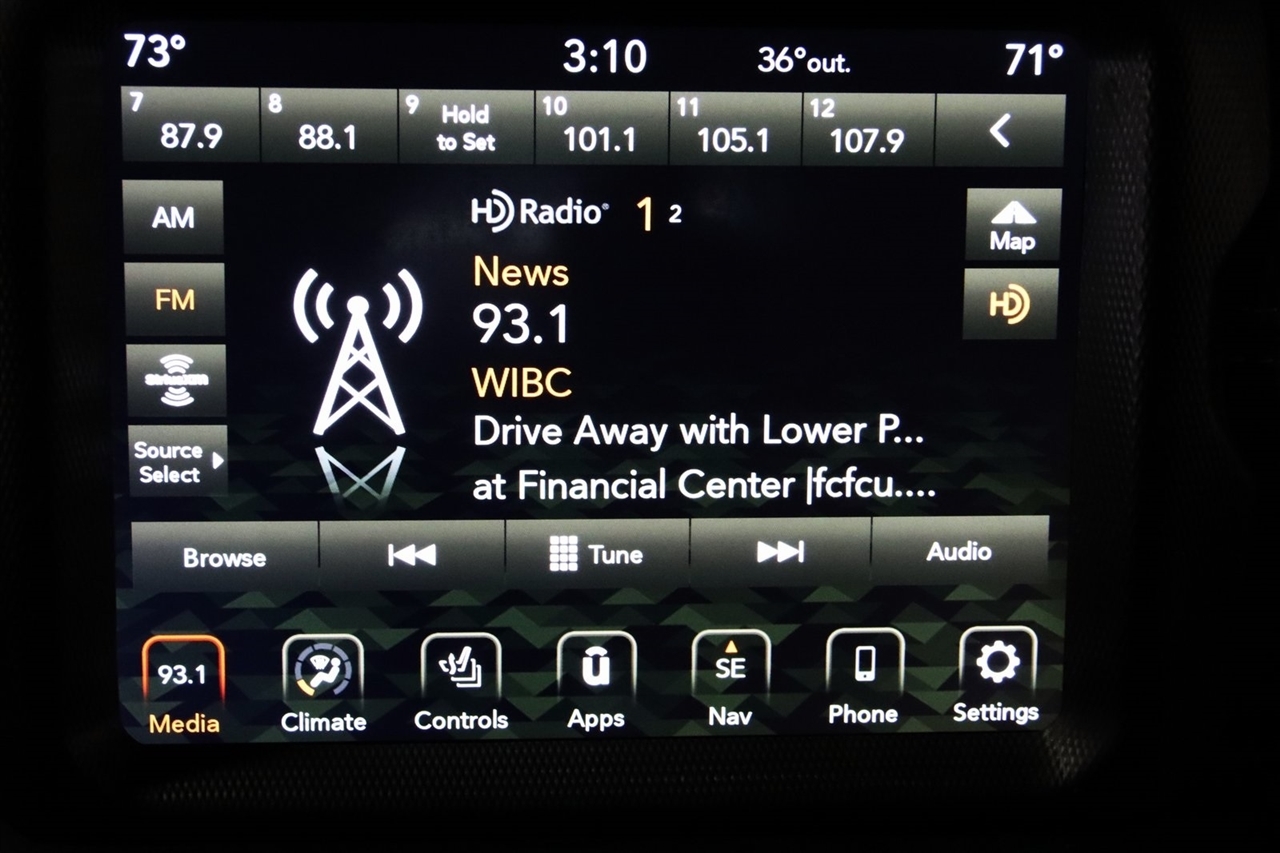 73° 3:10 36°out. 71°
7 87.9 8 88.1 9 Hold to Set 10 101.1 11 105.1 12 107.9
AM
FM
SiriusXM
Source
Select
HD Radio® 1 2
News
93.1
WIBC
Drive Away with Lower P...
at Financial Center |fcfcu....
Map
HD
Browse Tune Audio
93.1 SE
Media Climate Controls Apps Nav Phone Settings